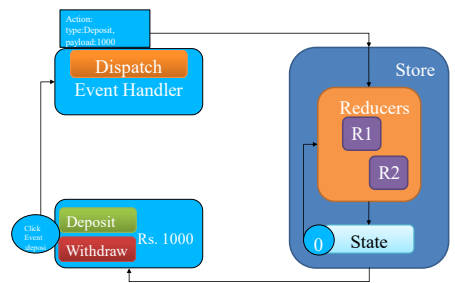 Action:
type:Deposit,
payload:1000
Dispatch
Event Handler
Store
Reducers
R1
R2
Click
Event
deposi
Deposit
Withdraw
Rs. 1000
0
State